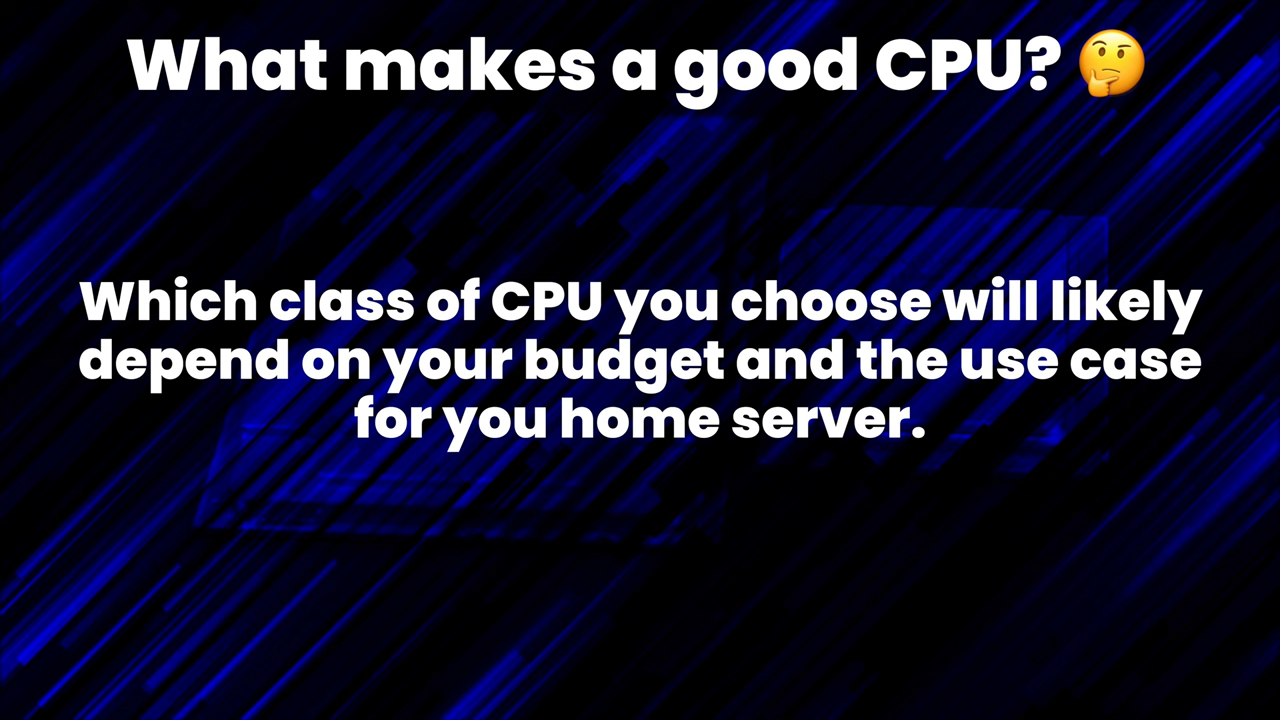 What makes a good CPU? 🤔
Which class of CPU you choose will likely
depend on your budget and the use case
for you home server.